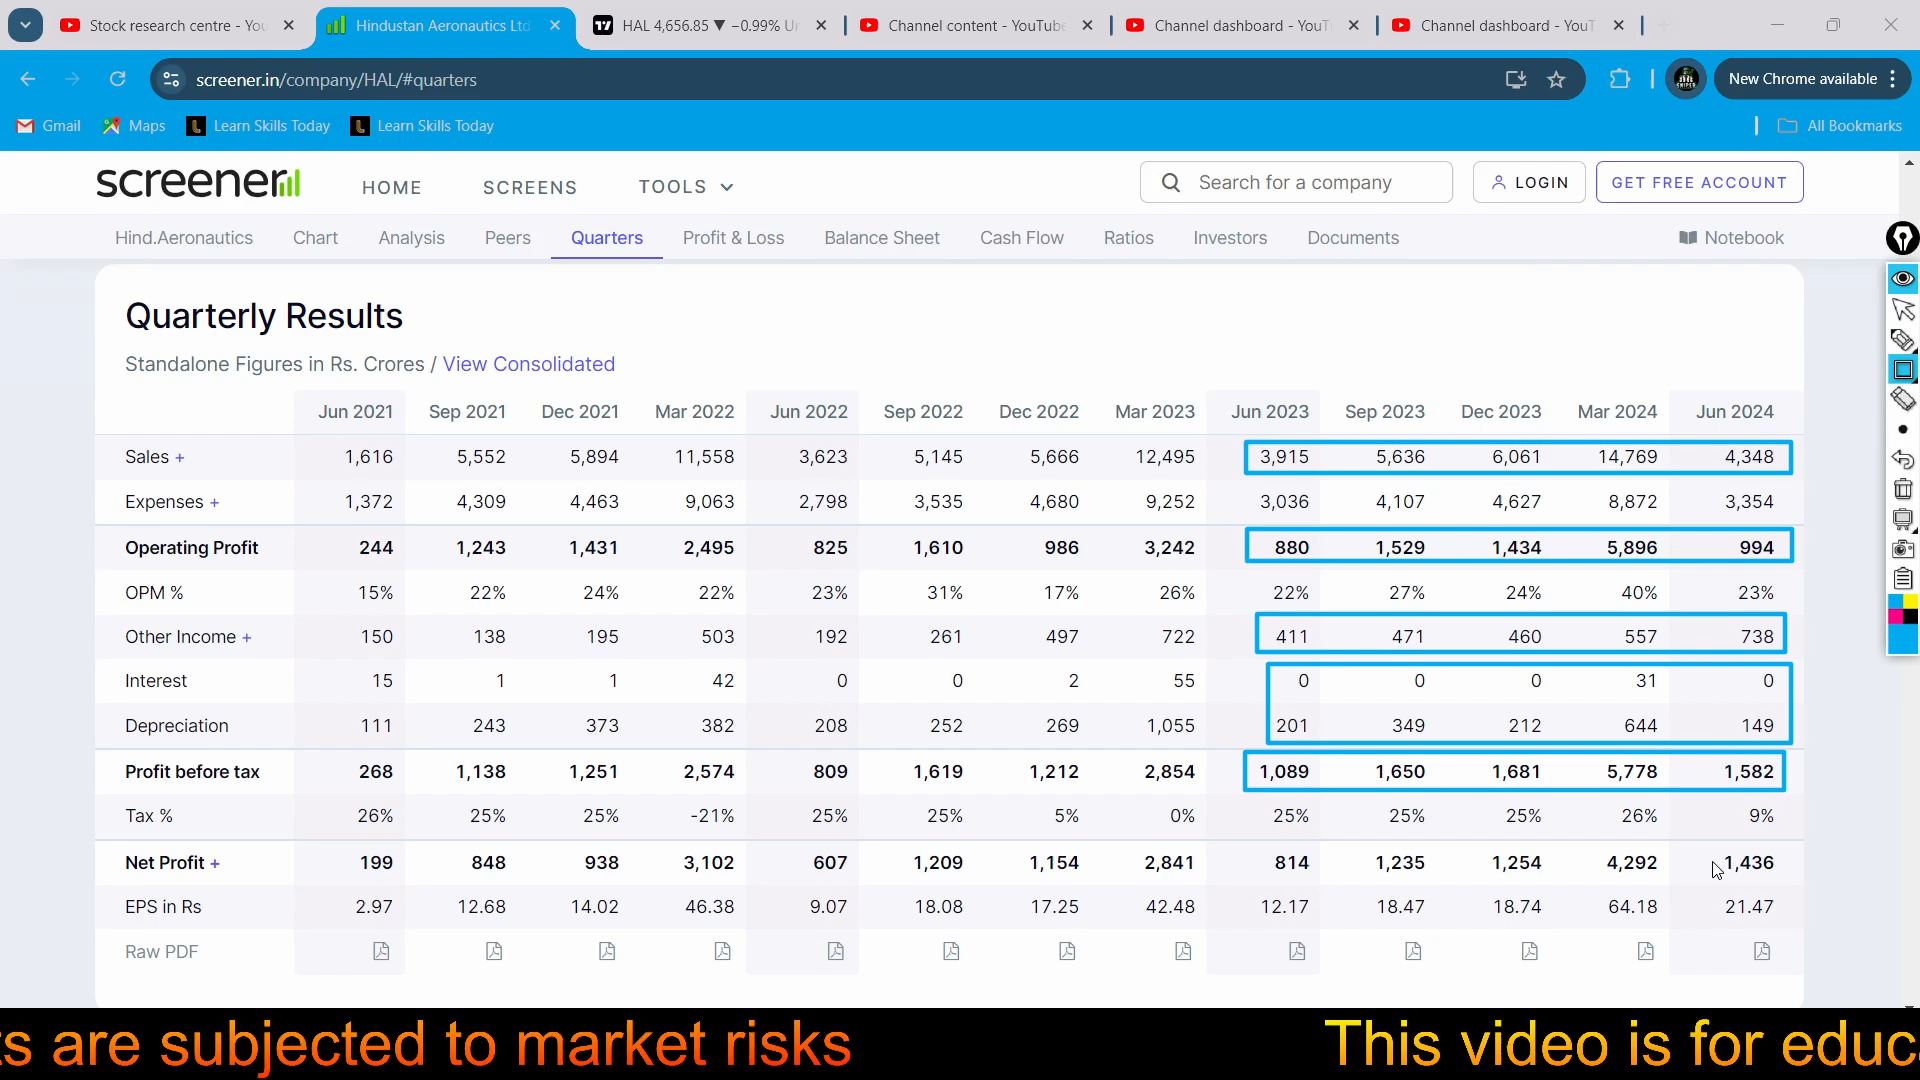 Stock research centre - You
Hindustan Aeronautics Ltd
HAL 4,656.85 ▼ −0.99% Un
Channel content - YouTube
Channel dashboard - YouT
Channel dashboard - YouT
screener.in/company/HAL/#quarters
New Chrome available
Gmail
Maps
Learn Skills Today
Learn Skills Today
All Bookmarks
screener
HOME
SCREENS
TOOLS
Search for a company
LOGIN
GET FREE ACCOUNT
Hind.Aeronautics Chart Analysis Peers Quarters Profit & Loss Balance Sheet Cash Flow Ratios Investors Documents Notebook
Quarterly Results
Standalone Figures in Rs. Crores / View Consolidated
Jun 2021 Sep 2021 Dec 2021 Mar 2022 Jun 2022 Sep 2022 Dec 2022 Mar 2023 Jun 2023 Sep 2023 Dec 2023 Mar 2024 Jun 2024
Sales + 1,616 5,552 5,894 11,558 3,623 5,145 5,666 12,495 3,915 5,636 6,061 14,769 4,348
Expenses + 1,372 4,309 4,463 9,063 2,798 3,535 4,680 9,252 3,036 4,107 4,627 8,872 3,354
Operating Profit 244 1,243 1,431 2,495 825 1,610 986 3,242 880 1,529 1,434 5,896 994
OPM % 15% 22% 24% 22% 23% 31% 17% 26% 22% 27% 24% 40% 23%
Other Income + 150 138 195 503 192 261 497 722 411 471 460 557 738
Interest 15 1 1 42 0 0 2 55 0 0 0 31 0
Depreciation 111 243 373 382 208 252 269 1,055 201 349 212 644 149
Profit before tax 268 1,138 1,251 2,574 809 1,619 1,212 2,854 1,089 1,650 1,681 5,778 1,582
Tax % 26% 25% 25% -21% 25% 25% 5% 0% 25% 25% 25% 26% 9%
Net Profit + 199 848 938 3,102 607 1,209 1,154 2,841 814 1,235 1,254 4,292 1,436
EPS in Rs 2.97 12.68 14.02 46.38 9.07 18.08 17.25 42.48 12.17 18.47 18.74 64.18 21.47
Raw PDF
ts are subjected to market risks
This video is for educ